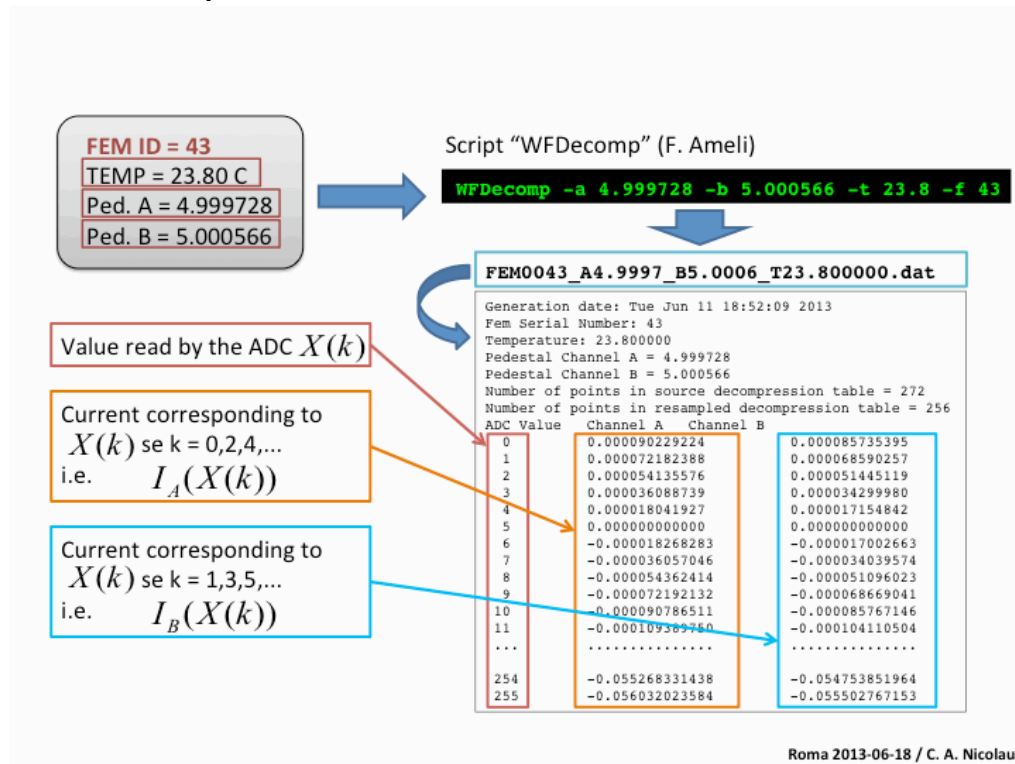 FEM ID = 43
TEMP = 23.80 C
Ped. A = 4.999728
Ped. B = 5.000566
Script “WFDecomp” (F. Ameli)
WFDecomp -a 4.999728 -b 5.000566 -t 23.8 -f 43
FEM0043_A4.9997_B5.0006_T23.800000.dat
Generation date: Tue Jun 11 18:52:09 2013
Fem Serial Number: 43
Temperature: 23.800000
Pedestal Channel A = 4.999728
Pedestal Channel B = 5.000566
Number of points in source decompression table = 272
Number of points in resampled decompression table = 256
ADC Value Channel A Channel B
0 0.000090229224 0.000085735395
1 0.000072182388 0.000068590257
2 0.000054135576 0.000051445119
3 0.000036088739 0.000034299980
4 0.000018041927 0.000017154842
5 0.000000000000 0.000000000000
6 -0.000018268283 -0.000017002663
7 -0.000036057046 -0.000034039574
8 -0.000054362414 -0.000051096023
9 -0.000072192132 -0.000068669041
10 -0.000090786511 -0.000085767146
11 -0.000109389750 -0.000104110504
... ............... ...............
254 -0.055268331438 -0.054753851964
255 -0.056032023584 -0.055502767153
Value read by the ADC X(k)
Current corresponding to
X(k) se k = 0,2,4,...
i.e. I_A(X(k))
Current corresponding to
X(k) se k = 1,3,5,...
i.e. I_B(X(k))
Roma 2013-06-18 / C. A. Nicolau